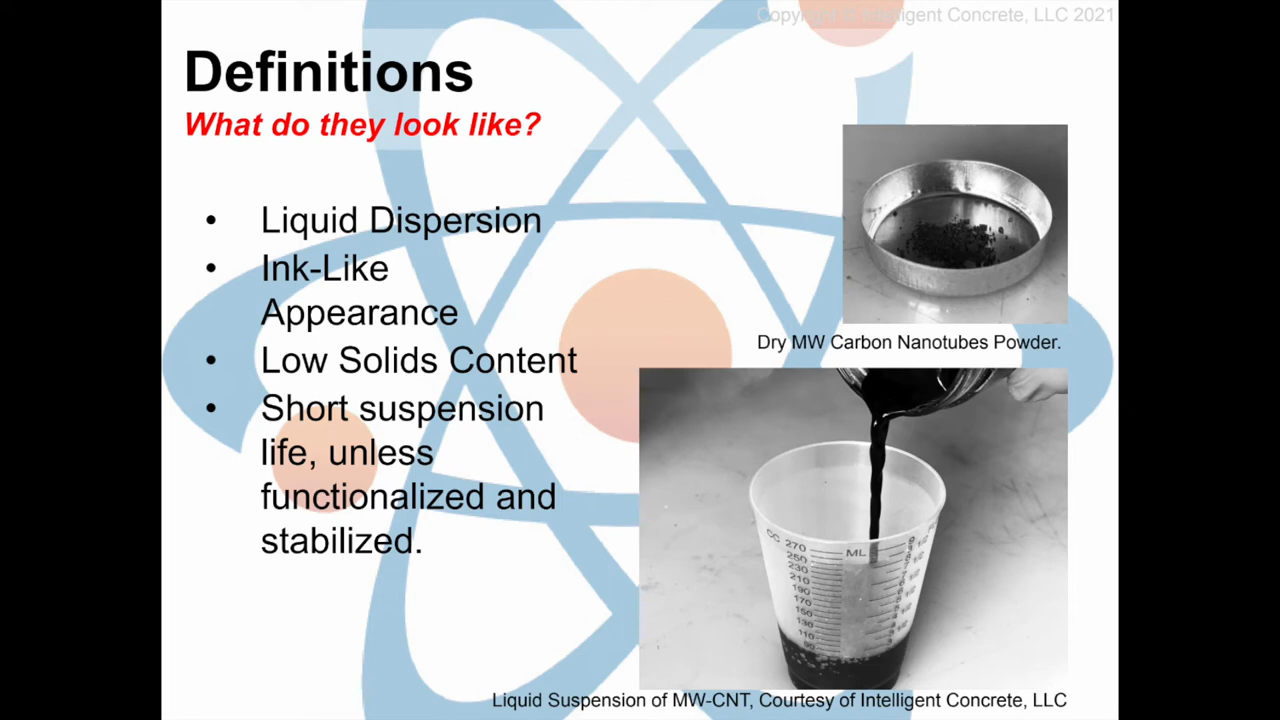 Copyright © Intelligent Concrete, LLC 2021
Definitions
What do they look like?
• Liquid Dispersion
• Ink-Like
Appearance
• Low Solids Content
• Short suspension
life, unless
functionalized and
stabilized.
Dry MW Carbon Nanotubes Powder.
CC 270 ML
250
230
210
190
170
150
130
110
Liquid Suspension of MW-CNT, Courtesy of Intelligent Concrete, LLC